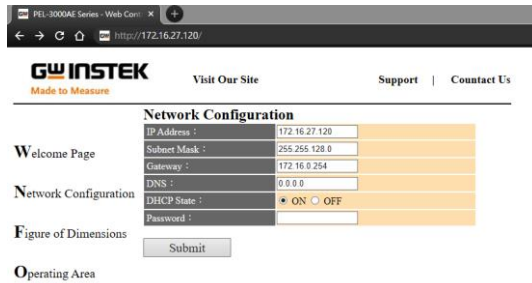 PEL-3000AE Series - Web Cont
http://172.16.27.120/
GW INSTEK
Made to Measure
Visit Our Site
Support | Countact Us
Network Configuration
IP Address : 172.16.27.120
Subnet Mask : 255.255.128.0
Gateway : 172.16.0.254
DNS : 0.0.0.0
DHCP State : ON OFF
Password :
Submit
Welcome Page
Network Configuration
Figure of Dimensions
Operating Area